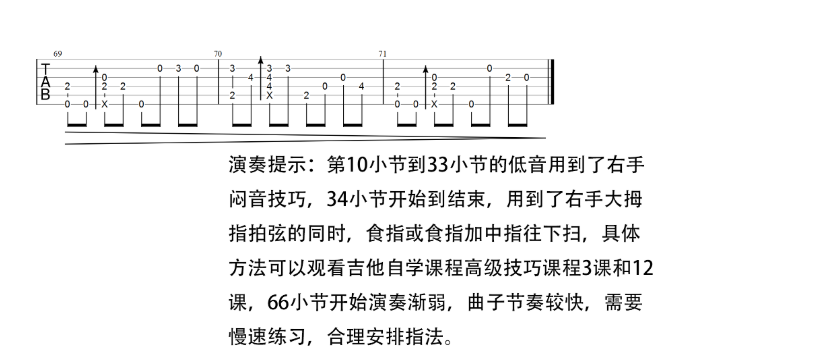 69 70 71
T 0 3 0 3 3 3 0
0 4 4 0 0 2 0
A 2 2 2 4 0 4 2 2 2
B 2 X 2
0 0 X 0 0 0 X 0
演奏提示：第10小节到33小节的低音用到了右手
闷音技巧，34小节开始到结束，用到了右手大拇
指拍弦的同时，食指或食指加中指往下扫，具体
方法可以观看吉他自学课程高级技巧课程3课和12
课，66小节开始演奏渐弱，曲子节奏较快，需要
慢速练习，合理安排指法。